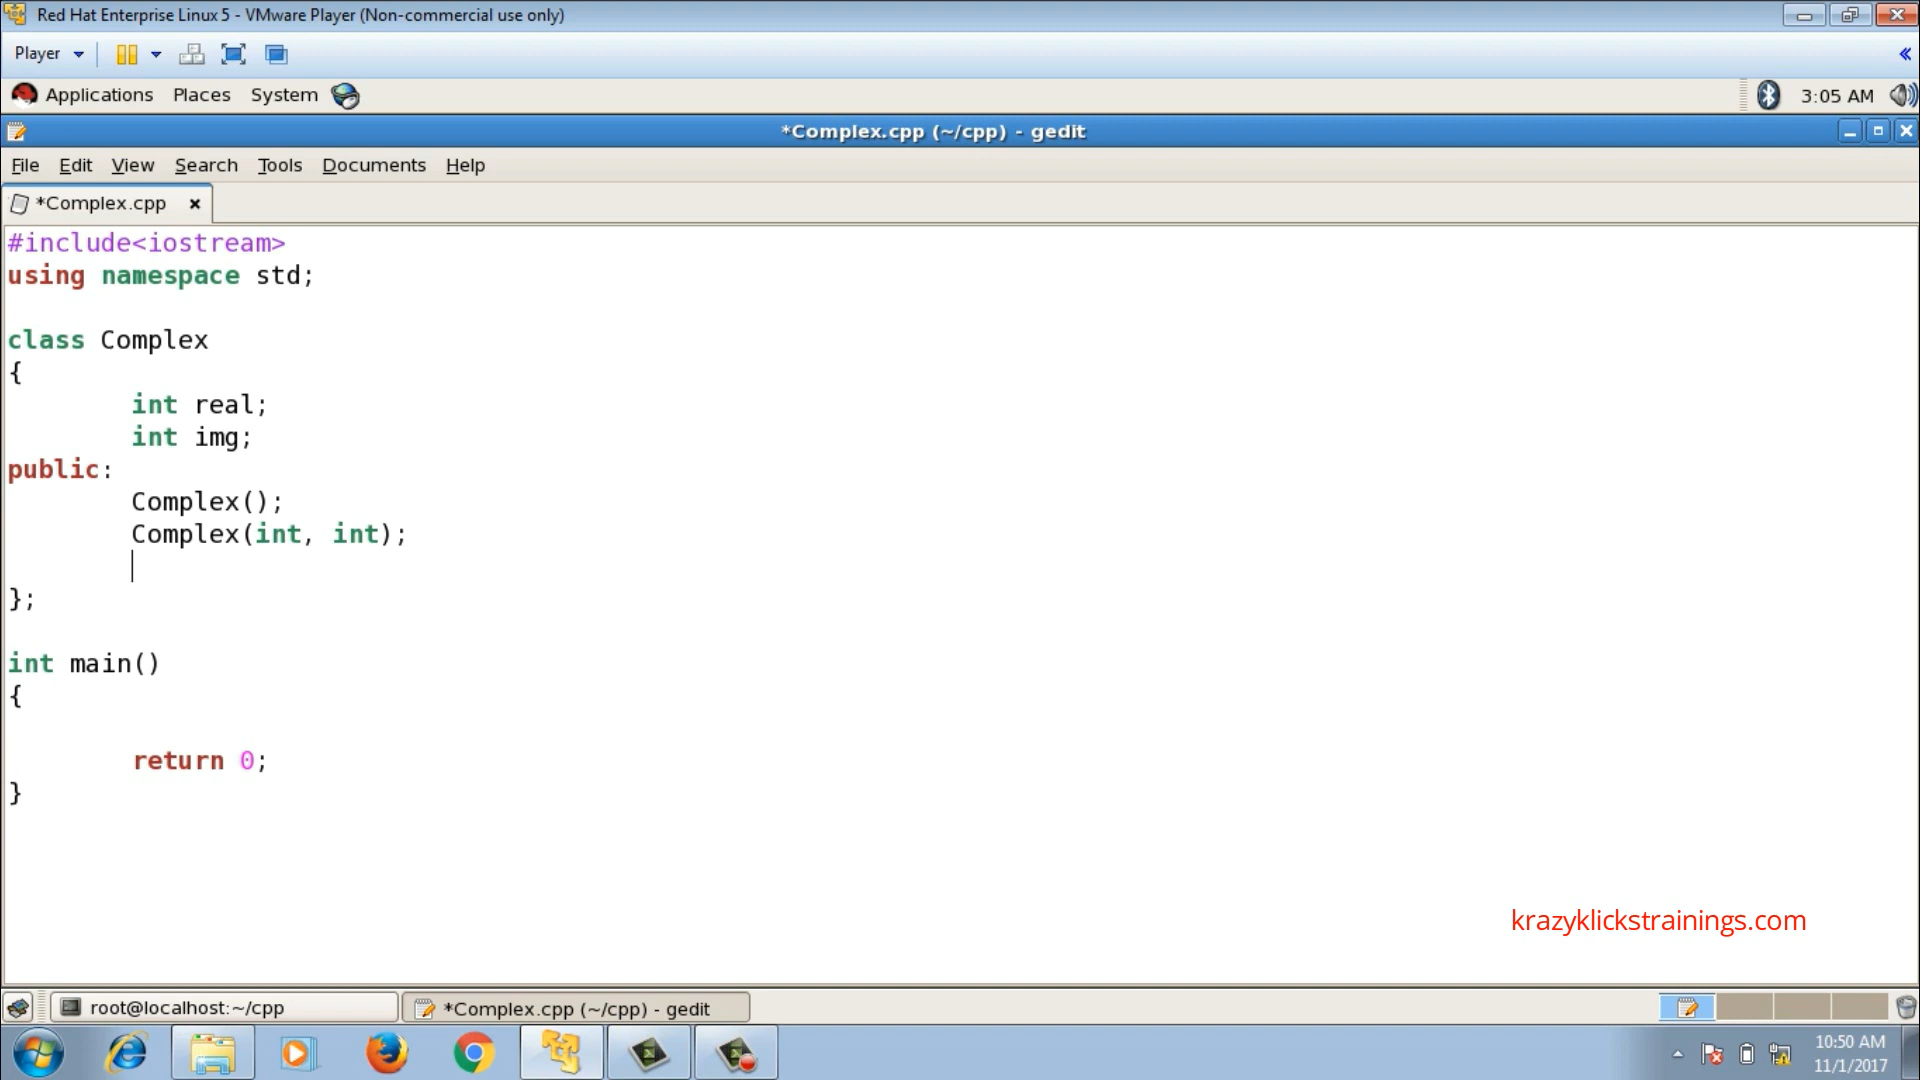 Red Hat Enterprise Linux 5 - VMware Player (Non-commercial use only)
Player
Applications Places System 3:05 AM
*Complex.cpp (~/cpp) - gedit
File Edit View Search Tools Documents Help
*Complex.cpp
#include<iostream>
using namespace std;
class Complex
{
int real;
int img;
public:
Complex();
Complex(int, int);
};
int main()
{
return 0;
}
krazyklickstrainings.com
root@localhost:~/cpp *Complex.cpp (~/cpp) - gedit
10:50 AM
11/1/2017